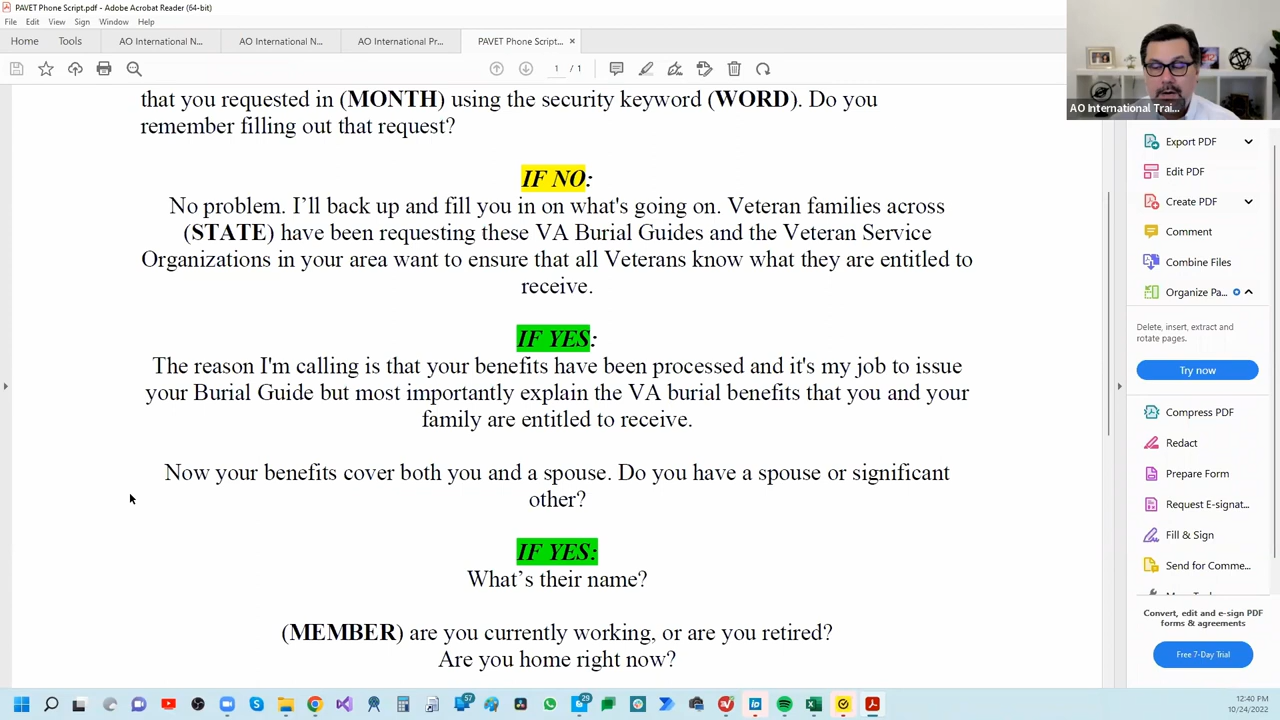 PAVET Phone Script.pdf - Adobe Acrobat Reader (64-bit)
File Edit View Sign Window Help
Home Tools AO International N... AO International N... AO International Pr... PAVET Phone Script... ×
1 / 1
AO International Trai...
that you requested in (MONTH) using the security keyword (WORD). Do you
remember filling out that request?
IF NO:
No problem. I’ll back up and fill you in on what's going on. Veteran families across
(STATE) have been requesting these VA Burial Guides and the Veteran Service
Organizations in your area want to ensure that all Veterans know what they are entitled to
receive.
IF YES:
The reason I'm calling is that your benefits have been processed and it's my job to issue
your Burial Guide but most importantly explain the VA burial benefits that you and your
family are entitled to receive.
Now your benefits cover both you and a spouse. Do you have a spouse or significant
other?
IF YES:
What’s their name?
(MEMBER) are you currently working, or are you retired?
Are you home right now?
Export PDF
Edit PDF
Create PDF
Comment
Combine Files
Organize Pa...
Delete, insert, extract and
rotate pages.
Try now
Compress PDF
Redact
Prepare Form
Request E-signat...
Fill & Sign
Send for Comme...
Convert, edit and e-sign PDF
forms & agreements
Free 7-Day Trial
57
29
12:40 PM
10/24/2022